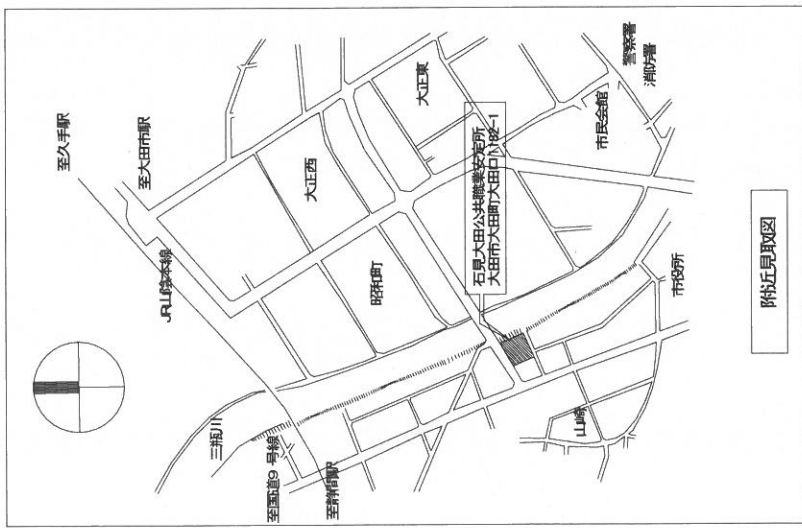 至久手駅
至大田市駅
JR山陰本線
大正西
大正東
昭和町
三瓶川
至国道9号線
至静間駅
石見大田公共職業安定所
大田市大田町大田口1182-1
警察署
消防署
市民会館
市役所
山崎
附近見取図